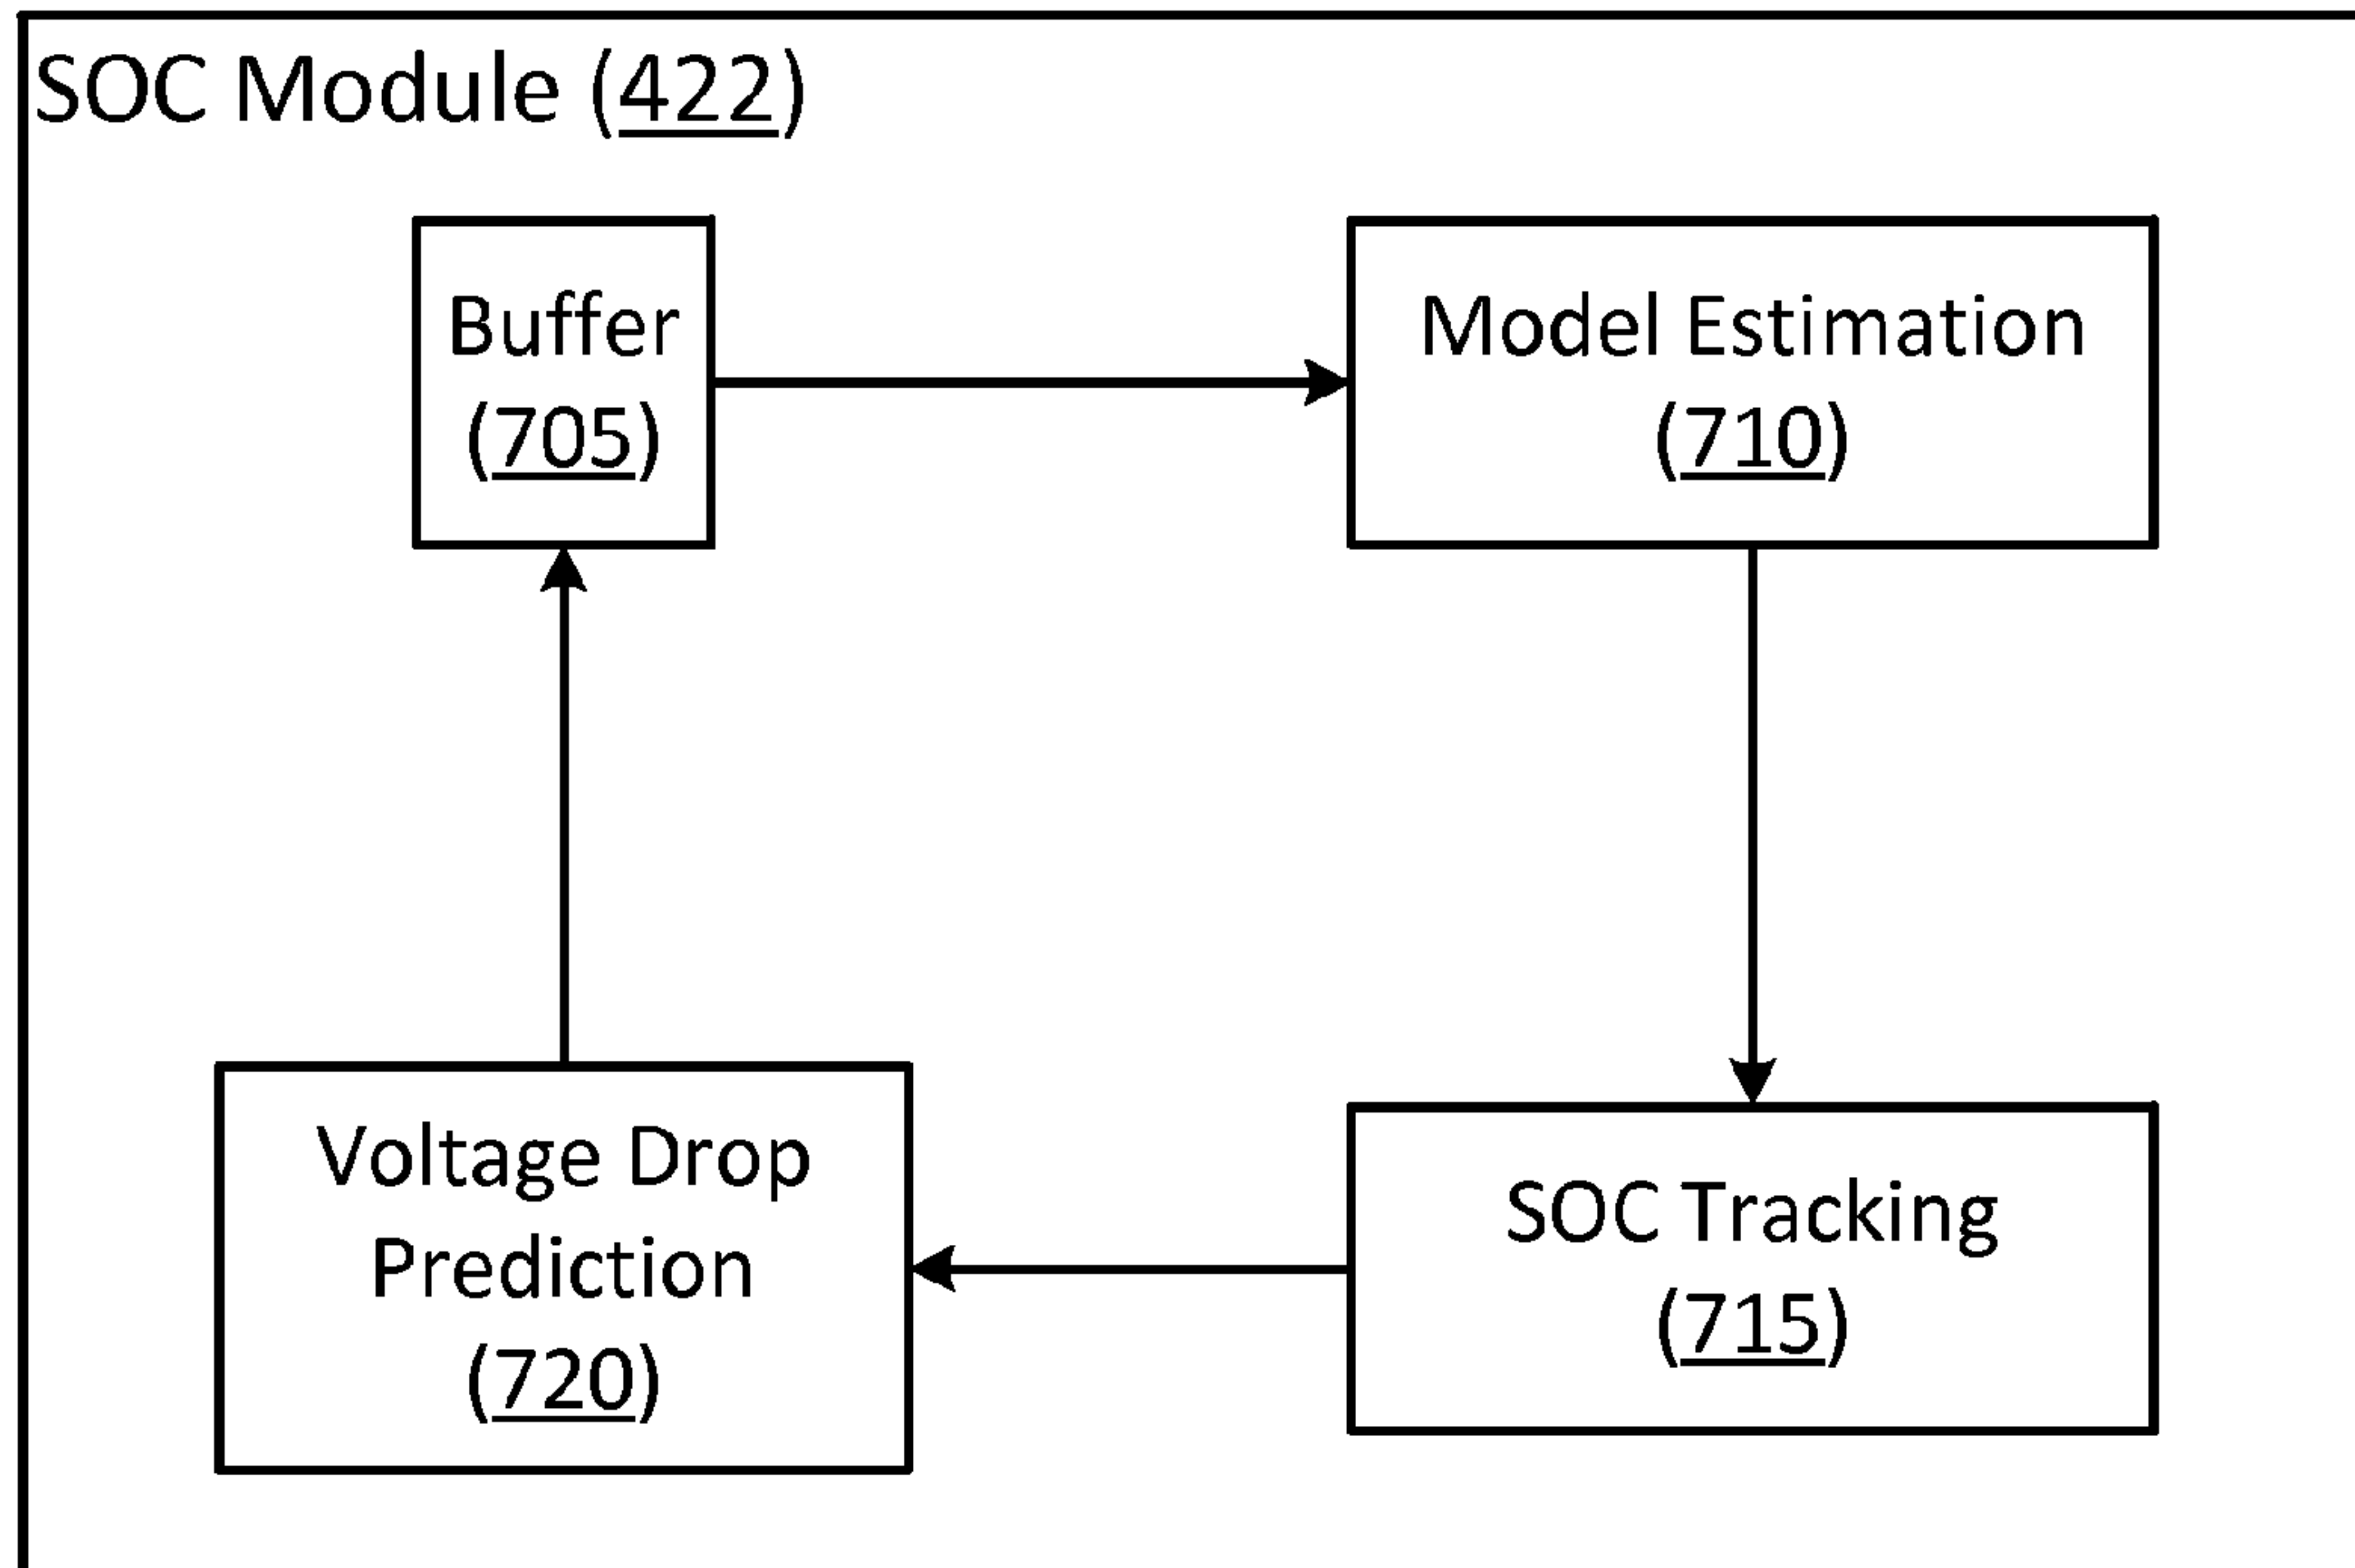 SOC Module (422)
Buffer
(705)
Model Estimation
(710)
Voltage Drop
Prediction
(720)
SOC Tracking
(715)